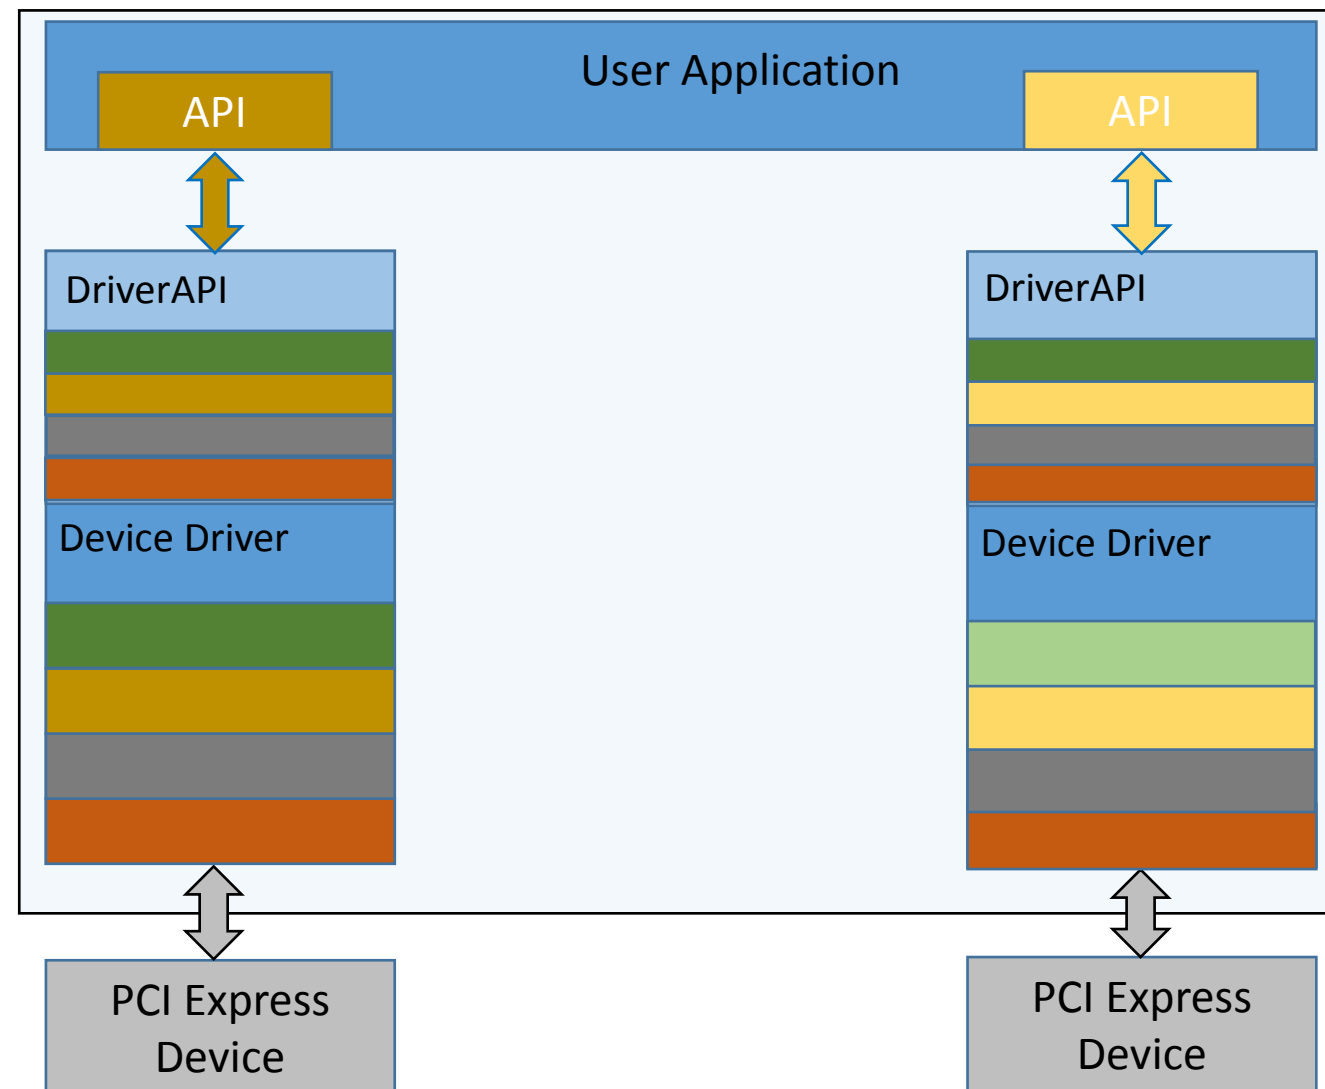 User Application
API
API
DriverAPI
DriverAPI
Device Driver
Device Driver
PCI Express
Device
PCI Express
Device